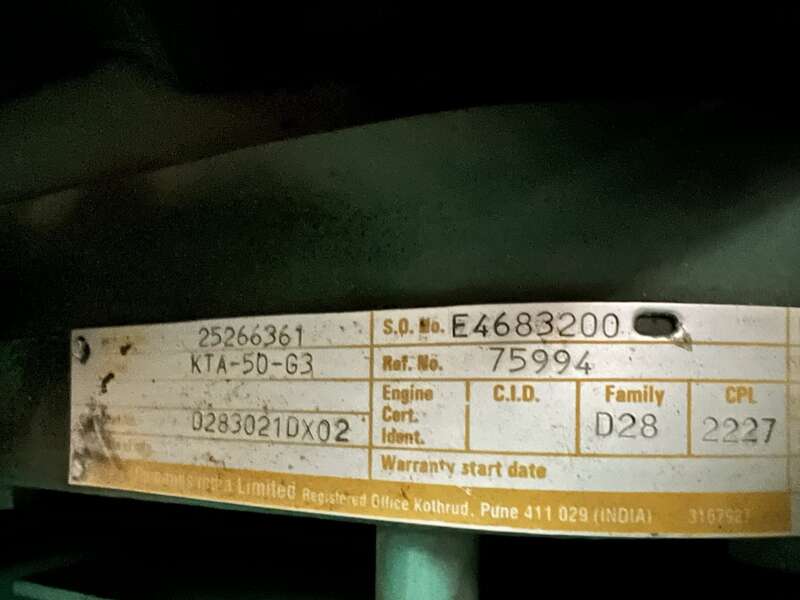 25266361 S.O. No. E4683200
KTA-50-G3 Ref. No. 75994
Engine Cert. Ident. C.I.D. Family CPL
D283021DX02 D28 2227
Warranty start date
Limited Registered Office Kothrud, Pune 411 029 (INDIA)